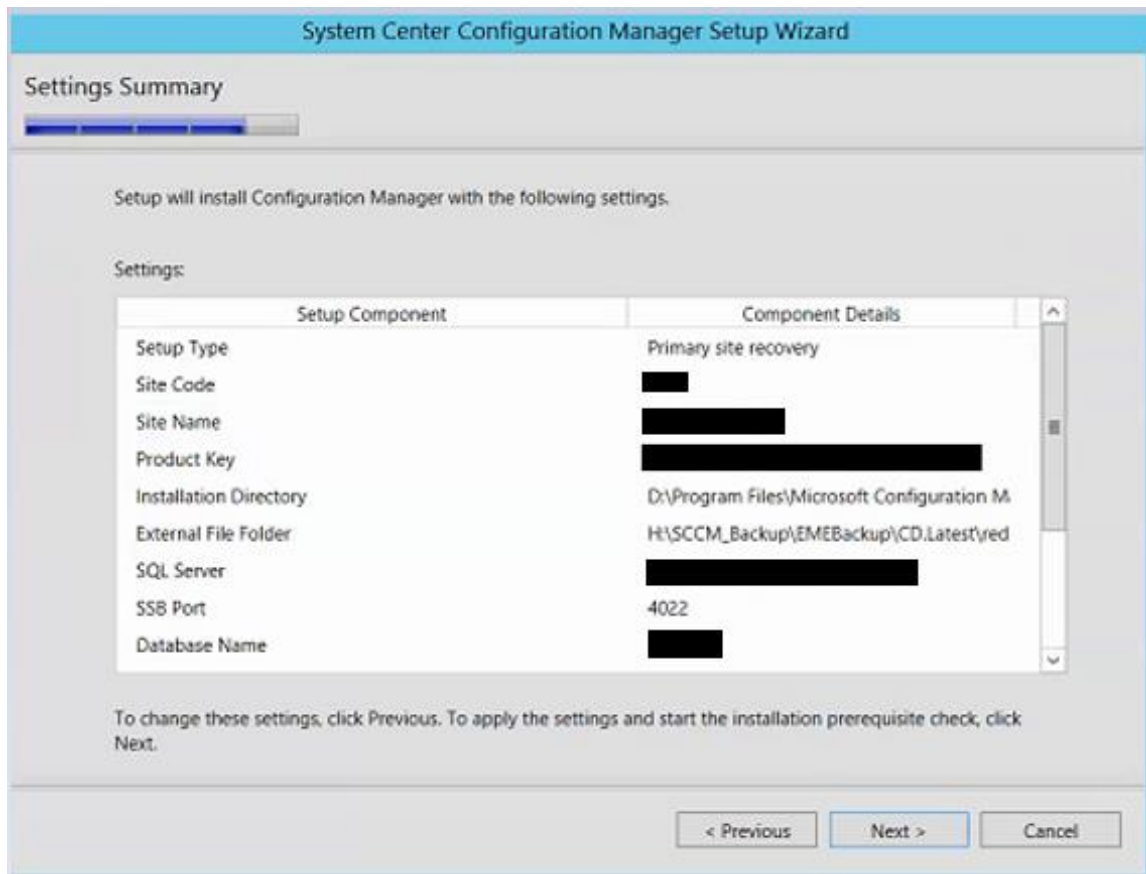 System Center Configuration Manager Setup Wizard
Settings Summary
Setup will install Configuration Manager with the following settings.
Settings:
Setup Component Component Details
Setup Type Primary site recovery
Site Code
Site Name
Product Key
Installation Directory D:\Program Files\Microsoft Configuration M
External File Folder H:\SCCM_Backup\EMEBackup\CD.Latest\red
SQL Server
SSB Port 4022
Database Name
To change these settings, click Previous. To apply the settings and start the installation prerequisite check, click
Next.
< Previous Next > Cancel